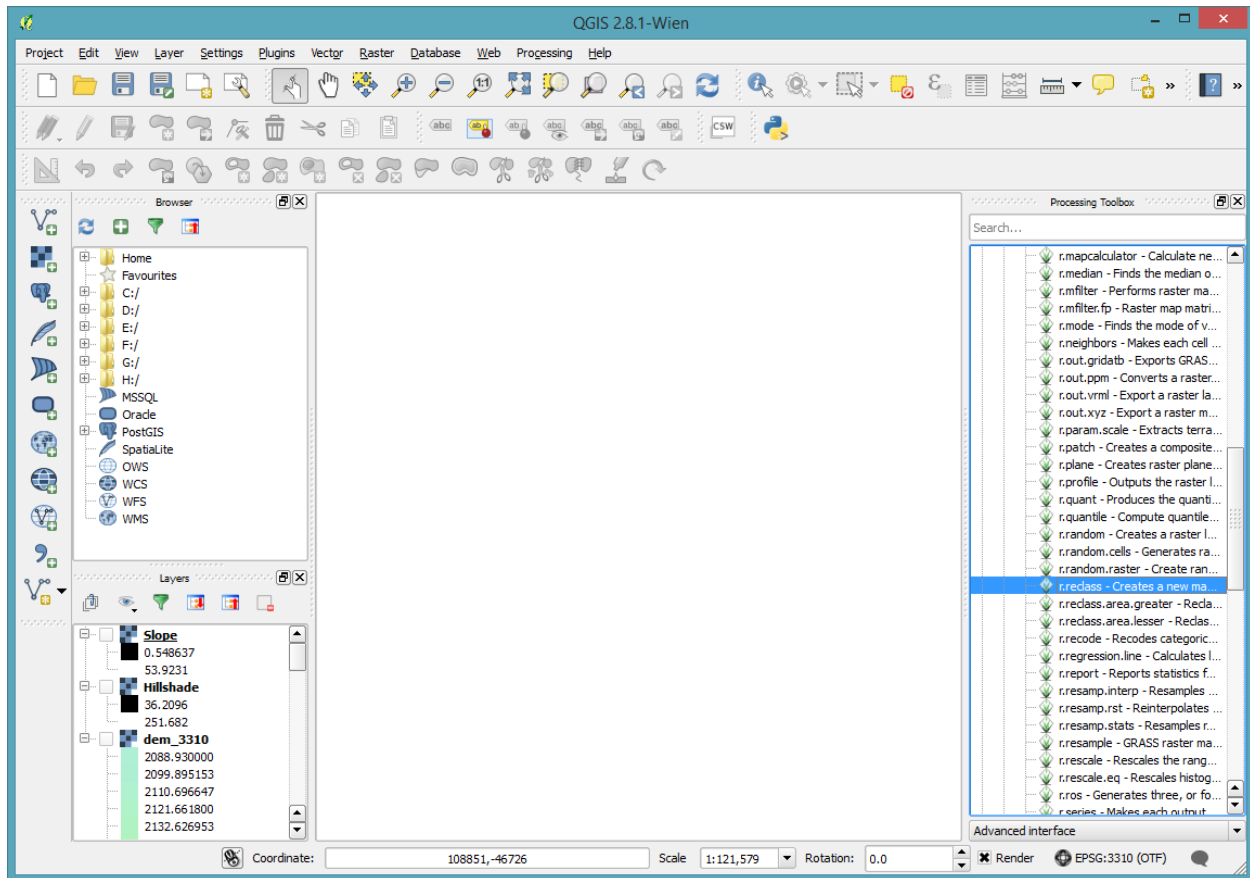 QGIS 2.8.1-Wien
Project Edit View Layer Settings Plugins Vector Raster Database Web Processing Help
1:1
ε
?
abc
abc
CSW
Browser
Home
Favourites
C:/
D:/
E:/
F:/
G:/
H:/
MSSQL
Oracle
PostGIS
SpatiaLite
OWS
WCS
WFS
WMS
Layers
Slope
0.548637
53.9231
Hillshade
36.2096
251.682
dem_3310
2088.930000
2099.895153
2110.696647
2121.661800
2132.626953
Processing Toolbox
Search...
r.mapcalculator - Calculate ne...
r.median - Finds the median o...
r.mfilter - Performs raster ma...
r.mfilter.fp - Raster map matri...
r.mode - Finds the mode of v...
r.neighbors - Makes each cell ...
r.out.gridatb - Exports GRAS...
r.out.ppm - Converts a raster...
r.out.vrml - Export a raster la...
r.out.xyz - Export a raster m...
r.param.scale - Extracts terra...
r.patch - Creates a composite...
r.plane - Creates raster plane...
r.profile - Outputs the raster l...
r.quant - Produces the quanti...
r.quantile - Compute quantile...
r.random - Creates a raster l...
r.random.cells - Generates ra...
r.random.raster - Create ran...
r.reclass - Creates a new ma...
r.reclass.area.greater - Recla...
r.reclass.area.lesser - Reclas...
r.recode - Recodes categoric...
r.regression.line - Calculates l...
r.report - Reports statistics f...
r.resamp.interp - Resamples ...
r.resamp.rst - Reinterpolates ...
r.resamp.stats - Resamples r...
r.resample - GRASS raster ma...
r.rescale - Rescales the rang...
r.rescale.eq - Rescales histog...
r.ros - Generates three, or fo...
r.series - Makes each output
Advanced interface
Coordinate: 108851,-46726 Scale 1:121,579 Rotation: 0.0 Render EPSG:3310 (OTF)